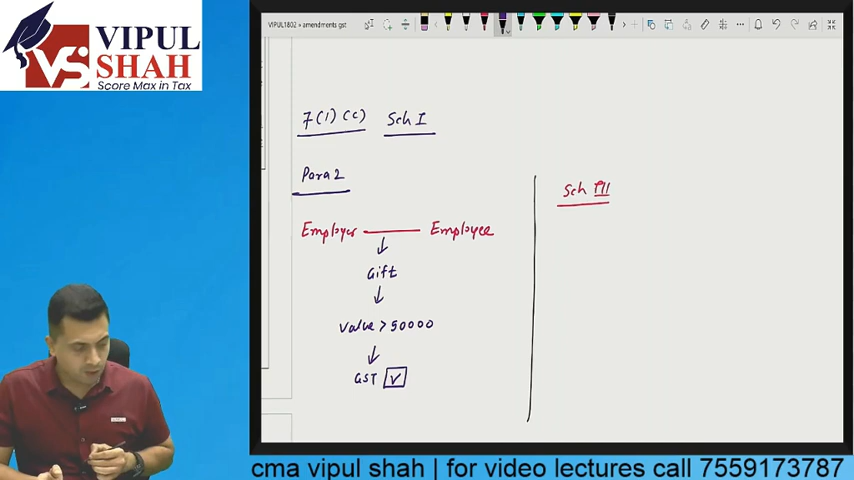 VIPUL
SHAH
Score Max in Tax
VS
VIPUL1802 + amendments gst
7(1)(c) Sch I
Para 2
Employer Employee
Gift
Value > 50000
GST
Sch III
cma vipul shah | for video lectures call 7559173787